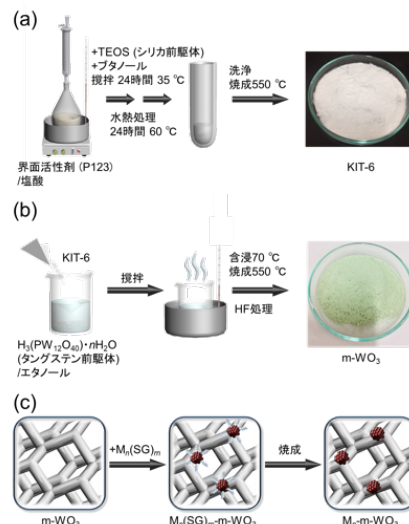 (a)
+TEOS (シリカ前駆体)
+ブタノール
撹拌 24時間 35 ℃
水熱処理
24時間 60 ℃
洗浄
焼成550 ℃
界面活性剤 (P123)
/塩酸
KIT-6
(b)
KIT-6
撹拌
含浸70 ℃
焼成550 ℃
HF処理
H₃(PW₁₂O₄₀)・nH₂O
(タングステン前駆体)
/エタノール
m-WO₃
(c)
+Mₙ(SG)ₘ
焼成
m-WO₃
Mₙ(SG)ₘ-m-WO₃
Mₙ-m-WO₃